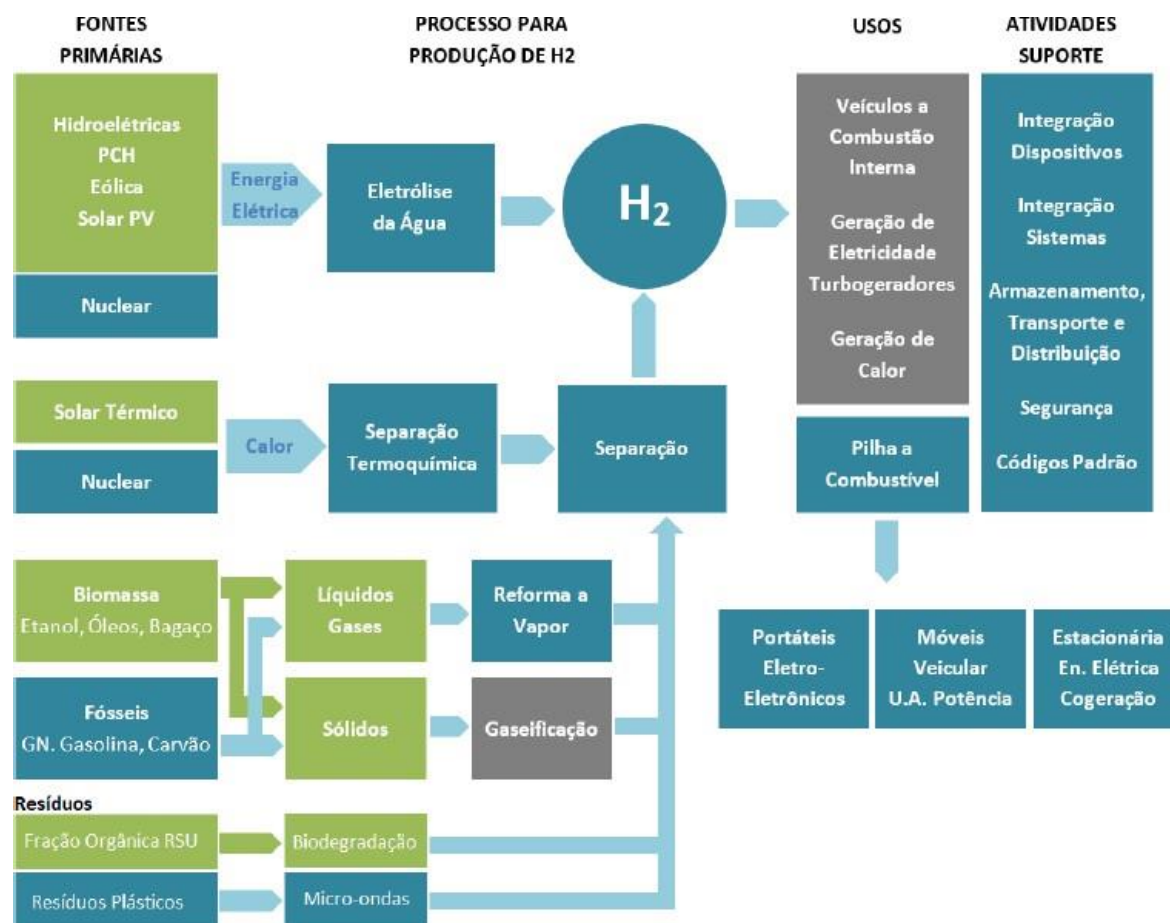 FONTES
PRIMÁRIAS
PROCESSO PARA
PRODUÇÃO DE H2
USOS
ATIVIDADES
SUPORTE
Hidroelétricas
PCH
Eólica
Solar PV
Nuclear
Energia
Elétrica
Eletrólise
da Água
H2
Veículos a
Combustão
Interna
Geração de
Eletricidade
Turbogeradores
Geração de
Calor
Pilha a
Combustível
Integração
Dispositivos
Integração
Sistemas
Armazenamento,
Transporte e
Distribuição
Segurança
Códigos Padrão
Solar Térmico
Nuclear
Calor
Separação
Termoquímica
Separação
Biomassa
Etanol, Óleos, Bagaço
Líquidos
Gases
Reforma a
Vapor
Fósseis
GN. Gasolina, Carvão
Sólidos
Gaseificação
Portáteis
Eletro-
Eletrônicos
Móveis
Veicular
U.A. Potência
Estacionária
En. Elétrica
Cogeração
Resíduos
Fração Orgânica RSU
Biodegradação
Resíduos Plásticos
Micro-ondas